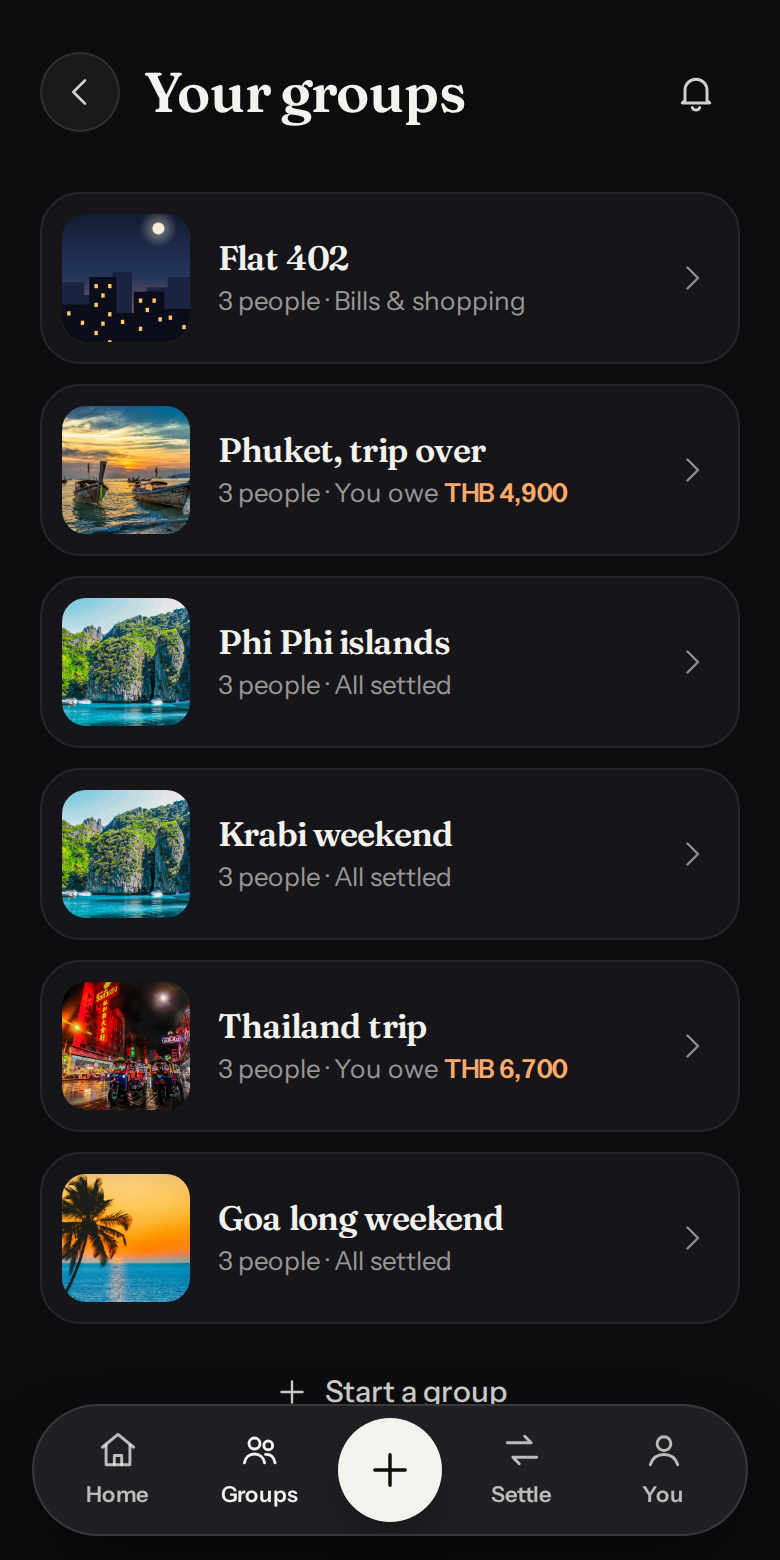 Your groups
Flat 402
3 people · Bills & shopping
Phuket, trip over
3 people · You owe THB 4,900
Phi Phi islands
3 people · All settled
Krabi weekend
3 people · All settled
Thailand trip
3 people · You owe THB 6,700
Goa long weekend
3 people · All settled
Start a group
Home
Groups
Settle
You